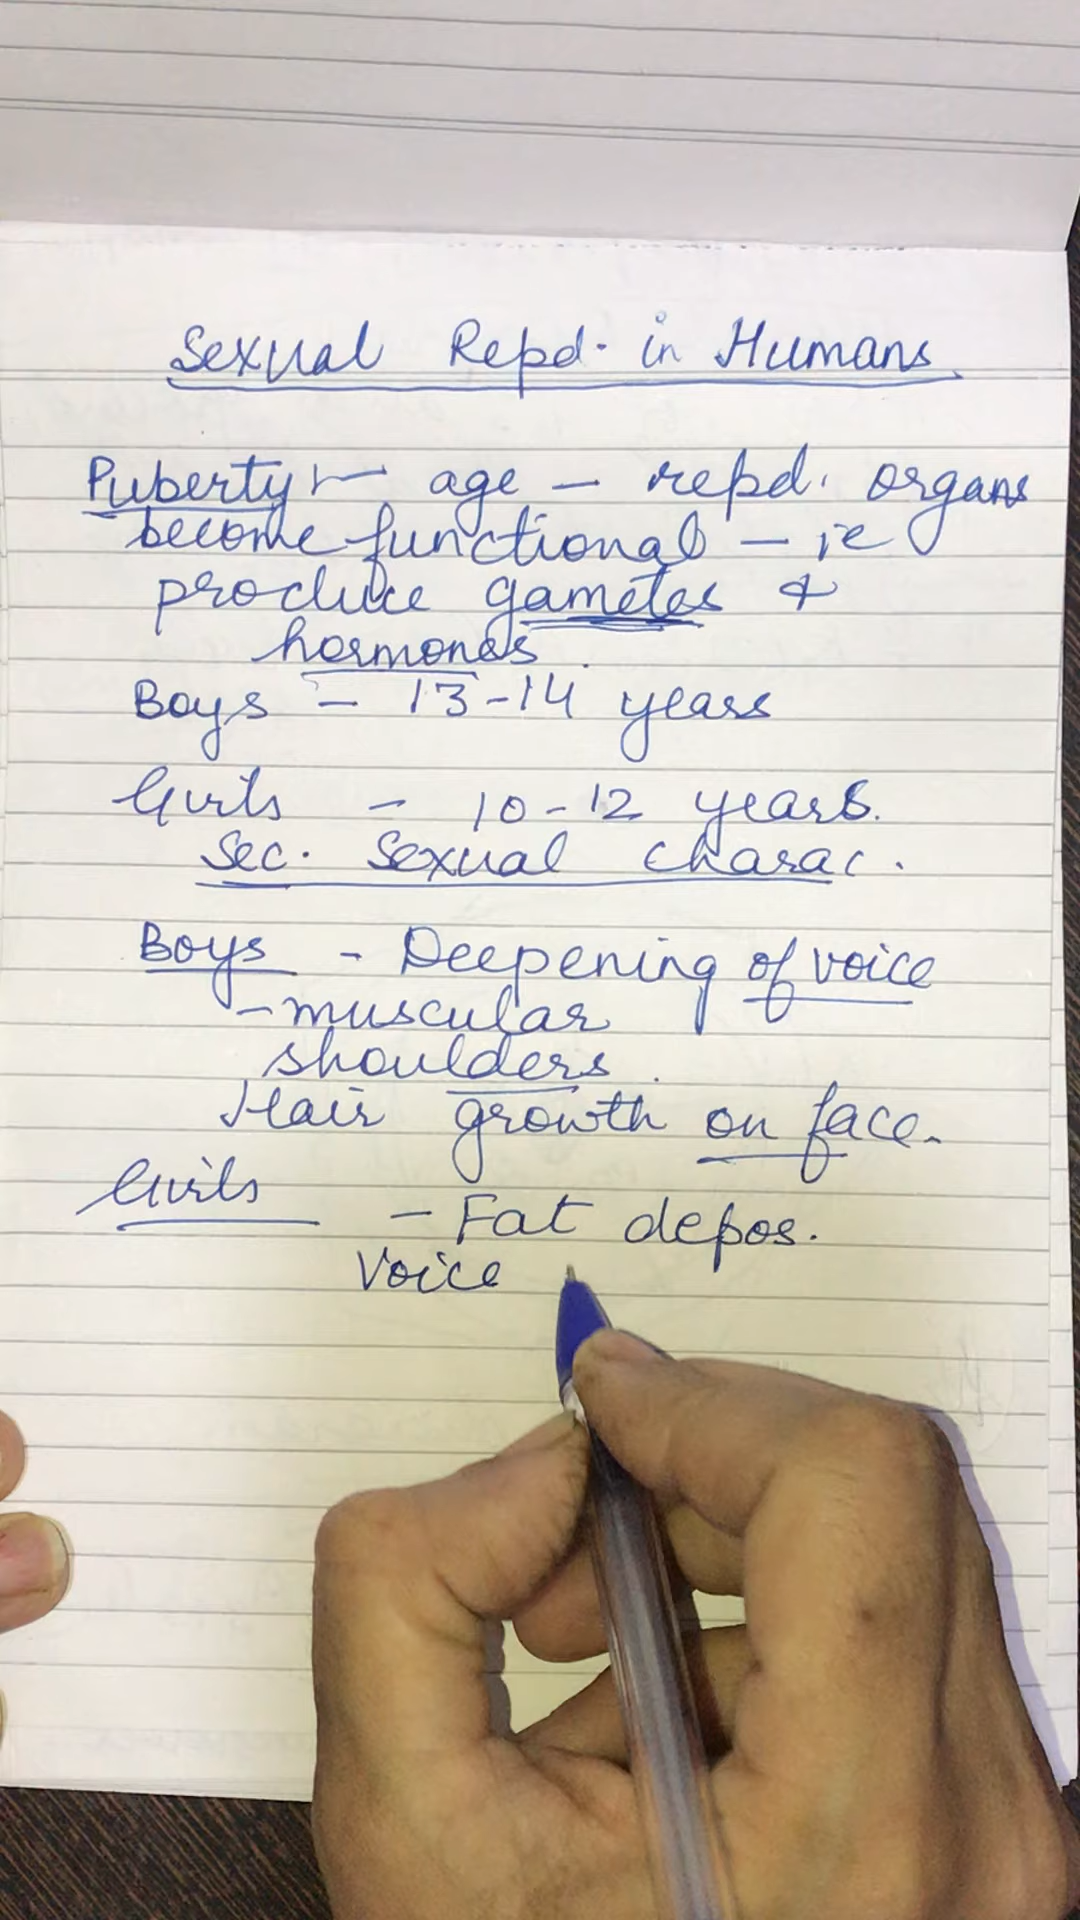 Sexual Repd. in Humans
Puberty :- age - repd. organs
become functional - ie
produce gametes &
hormones.
Boys - 13-14 years
Girls - 10-12 years.
Sec. Sexual charac.
Boys - Deepening of voice
- muscular
shoulders.
Hair growth on face.
Girls - Fat depos.
Voice